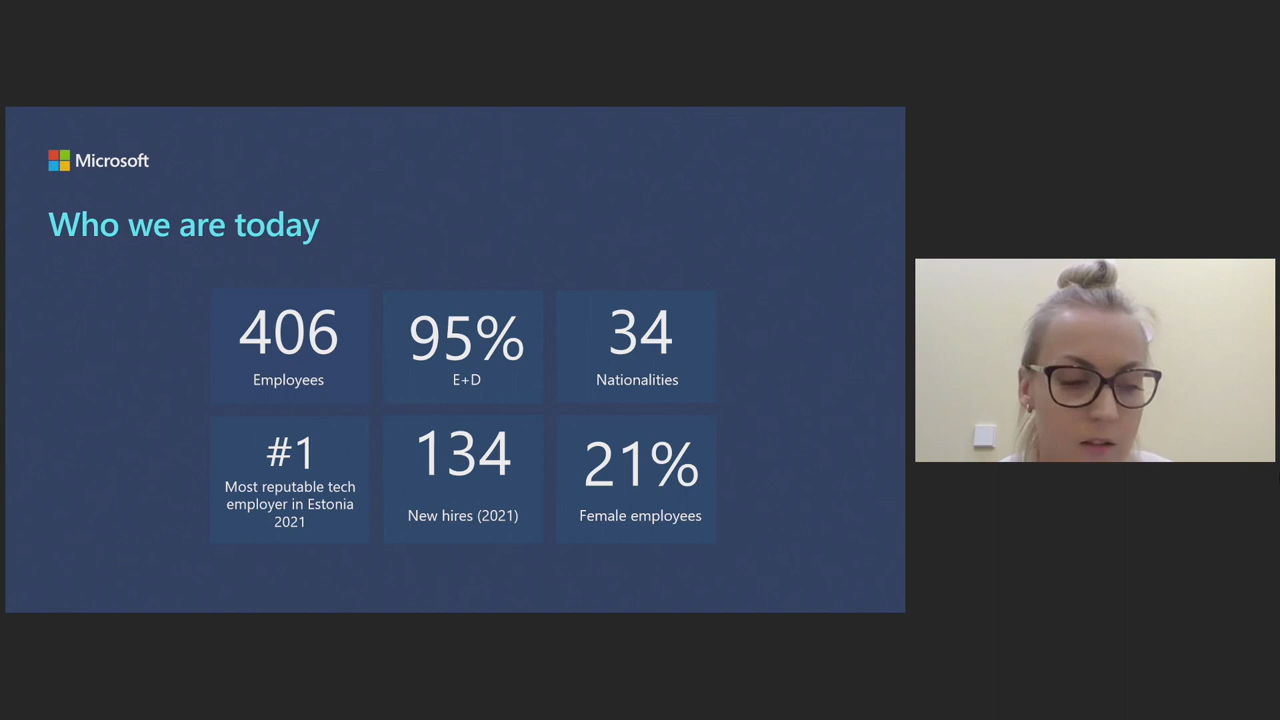 Microsoft
Who we are today
406
Employees
95%
E+D
34
Nationalities
#1
Most reputable tech
employer in Estonia
2021
134
New hires (2021)
21%
Female employees